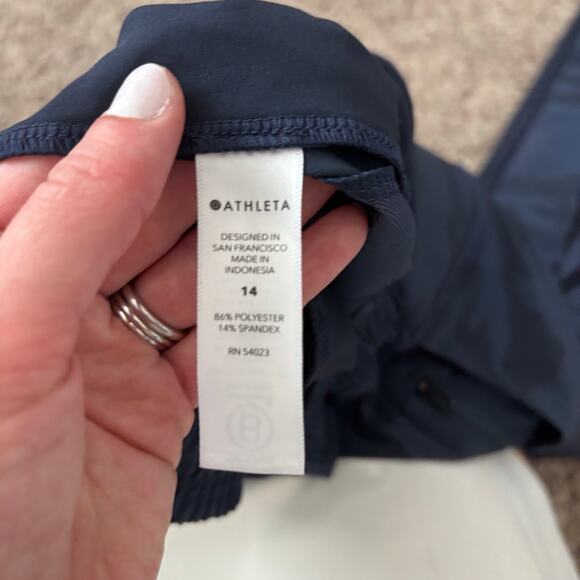 ATHLETA
DESIGNED IN
SAN FRANCISCO
MADE IN
INDONESIA
14
86% POLYESTER
14% SPANDEX
RN 54023
B